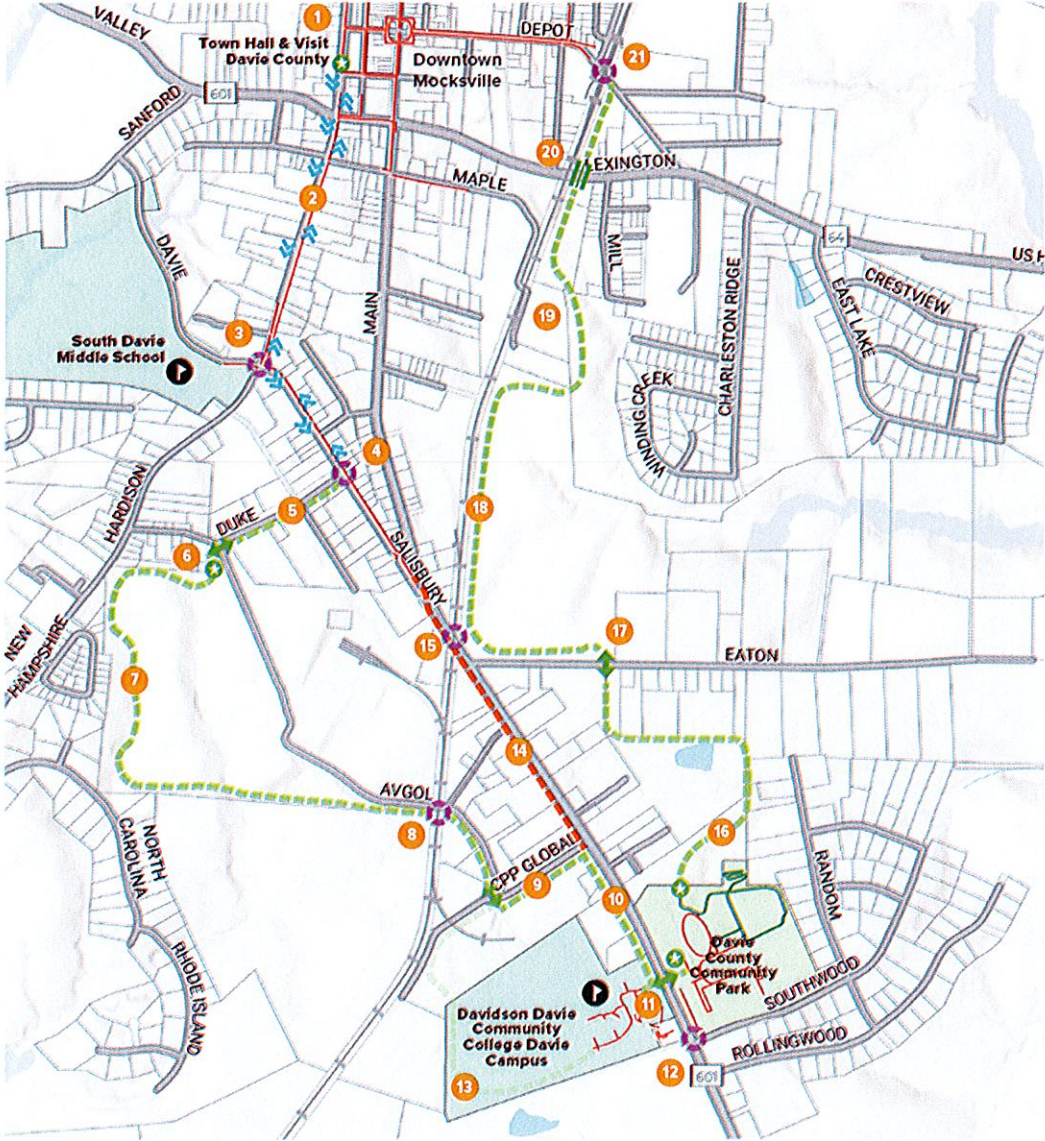 1
DEPOT
21
VALLEY
Town Hall & Visit
Davie County
Downtown
Mocksville
601
SANFORD
20
LEXINGTON
MAPLE
2
64
US H
DAVIE
MILL
CRESTVIEW
EAST LAKE
CHARLESTON RIDGE
MAIN
19
3
South Davie
Middle School
WINDING CREEK
4
HARDISON
DUKE
5
18
SALISBURY
6
NEW
HAMPSHIRE
15
17
EATON
7
14
AVGOL
8
NORTH
CAROLINA
CPP GLOBAL
9
16
RANDOM
10
Davie
County
Community
Park
RHODE ISLAND
SOUTHWOOD
11
Davidson Davie
Community
College Davie
Campus
ROLLINGWOOD
12
601
13